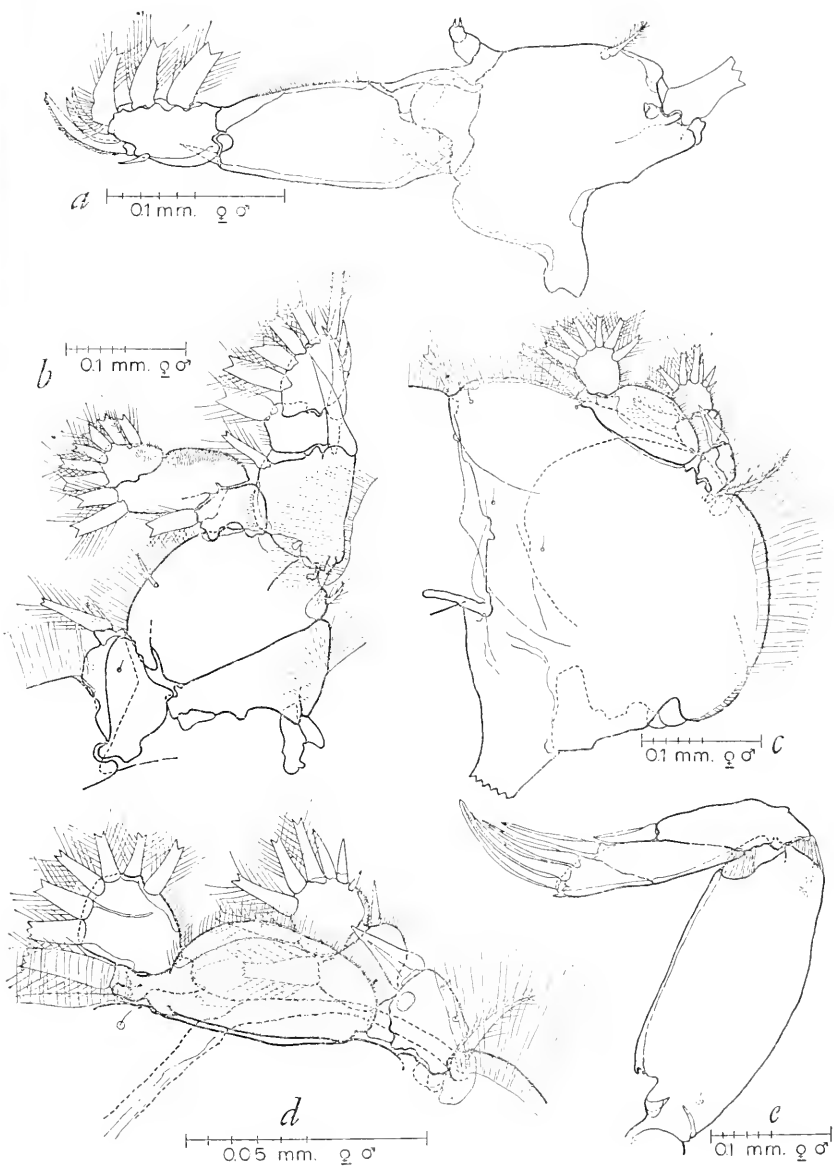 a
0.1 mm. ♀ ♂
0.1 mm. ♀ ♂
b
0.1 mm. ♀ ♂
c
d
0.05 mm. ♀ ♂
e
0.1 mm. ♀ ♂